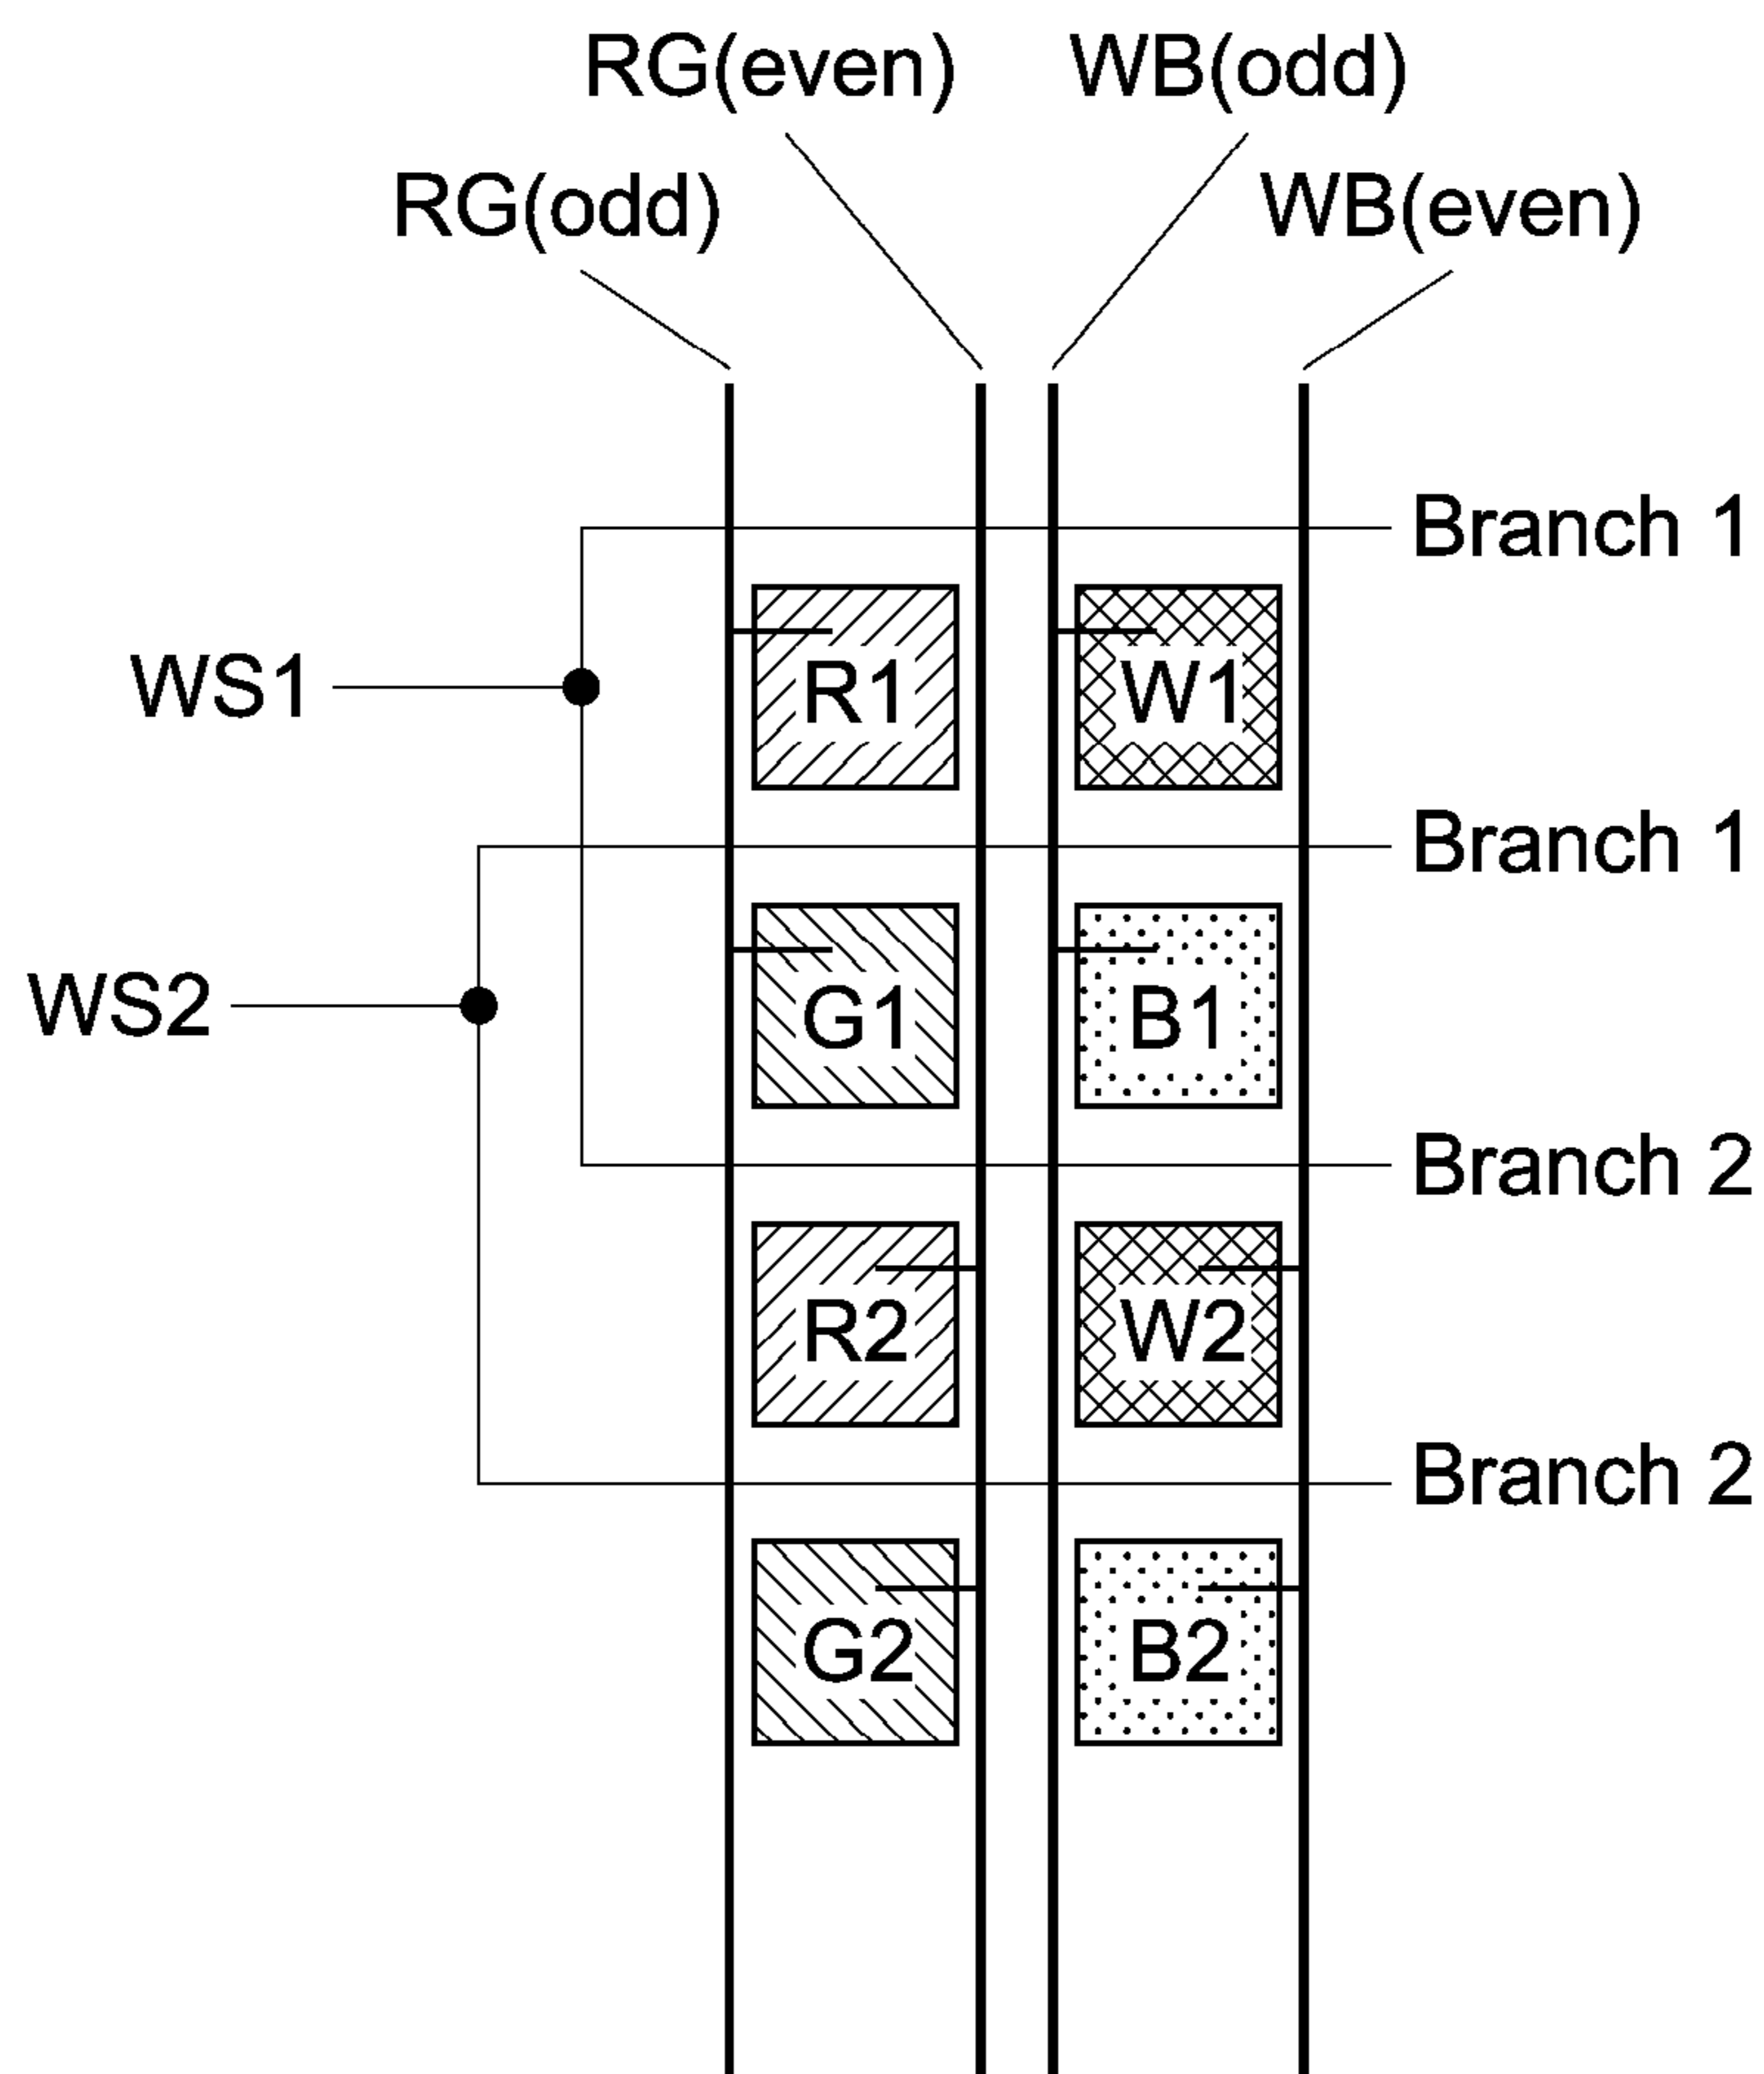 RG(even) WB(odd)
RG(odd) WB(even)
Branch 1
WS1 R1 W1
Branch 1
WS2 G1 B1
Branch 2
R2 W2
Branch 2
G2 B2